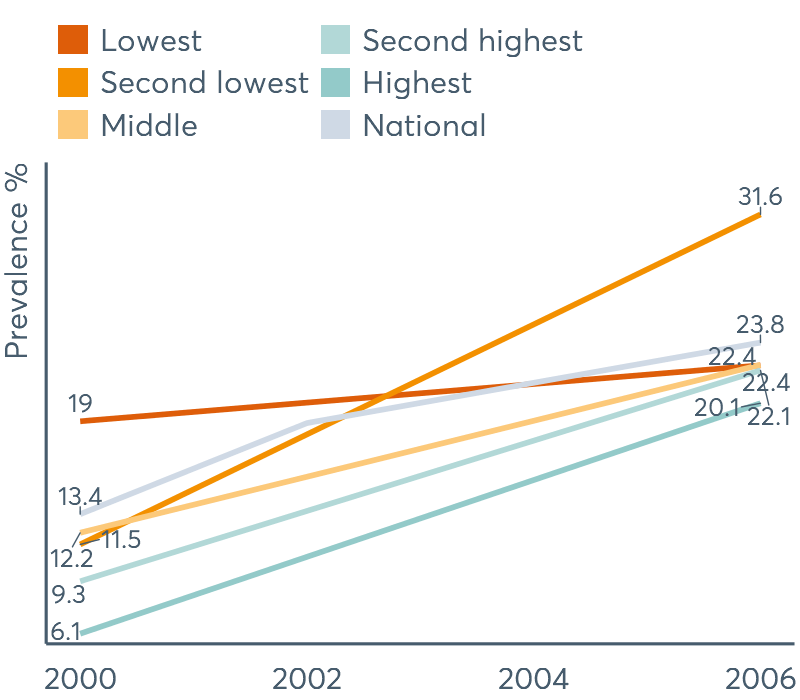 Lowest
Second lowest
Middle
Second highest
Highest
National
Prevalence %
31.6
23.8
22.4
22.4
20.1
22.1
19
13.4
11.5
12.2
9.3
6.1
2000 2002 2004 2006